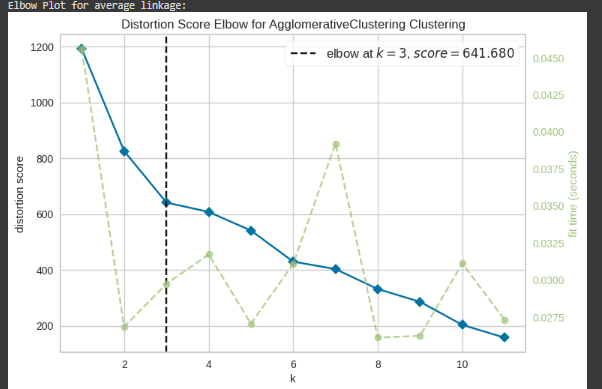 Elbow Plot for average linkage:
Distortion Score Elbow for AgglomerativeClustering Clustering
elbow at k = 3, score = 641.680
1200
1000
800
600
400
200
distortion score
0.0450
0.0425
0.0400
0.0375
0.0350
0.0325
0.0300
0.0275
fit time (seconds)
2 4 6 8 10
k